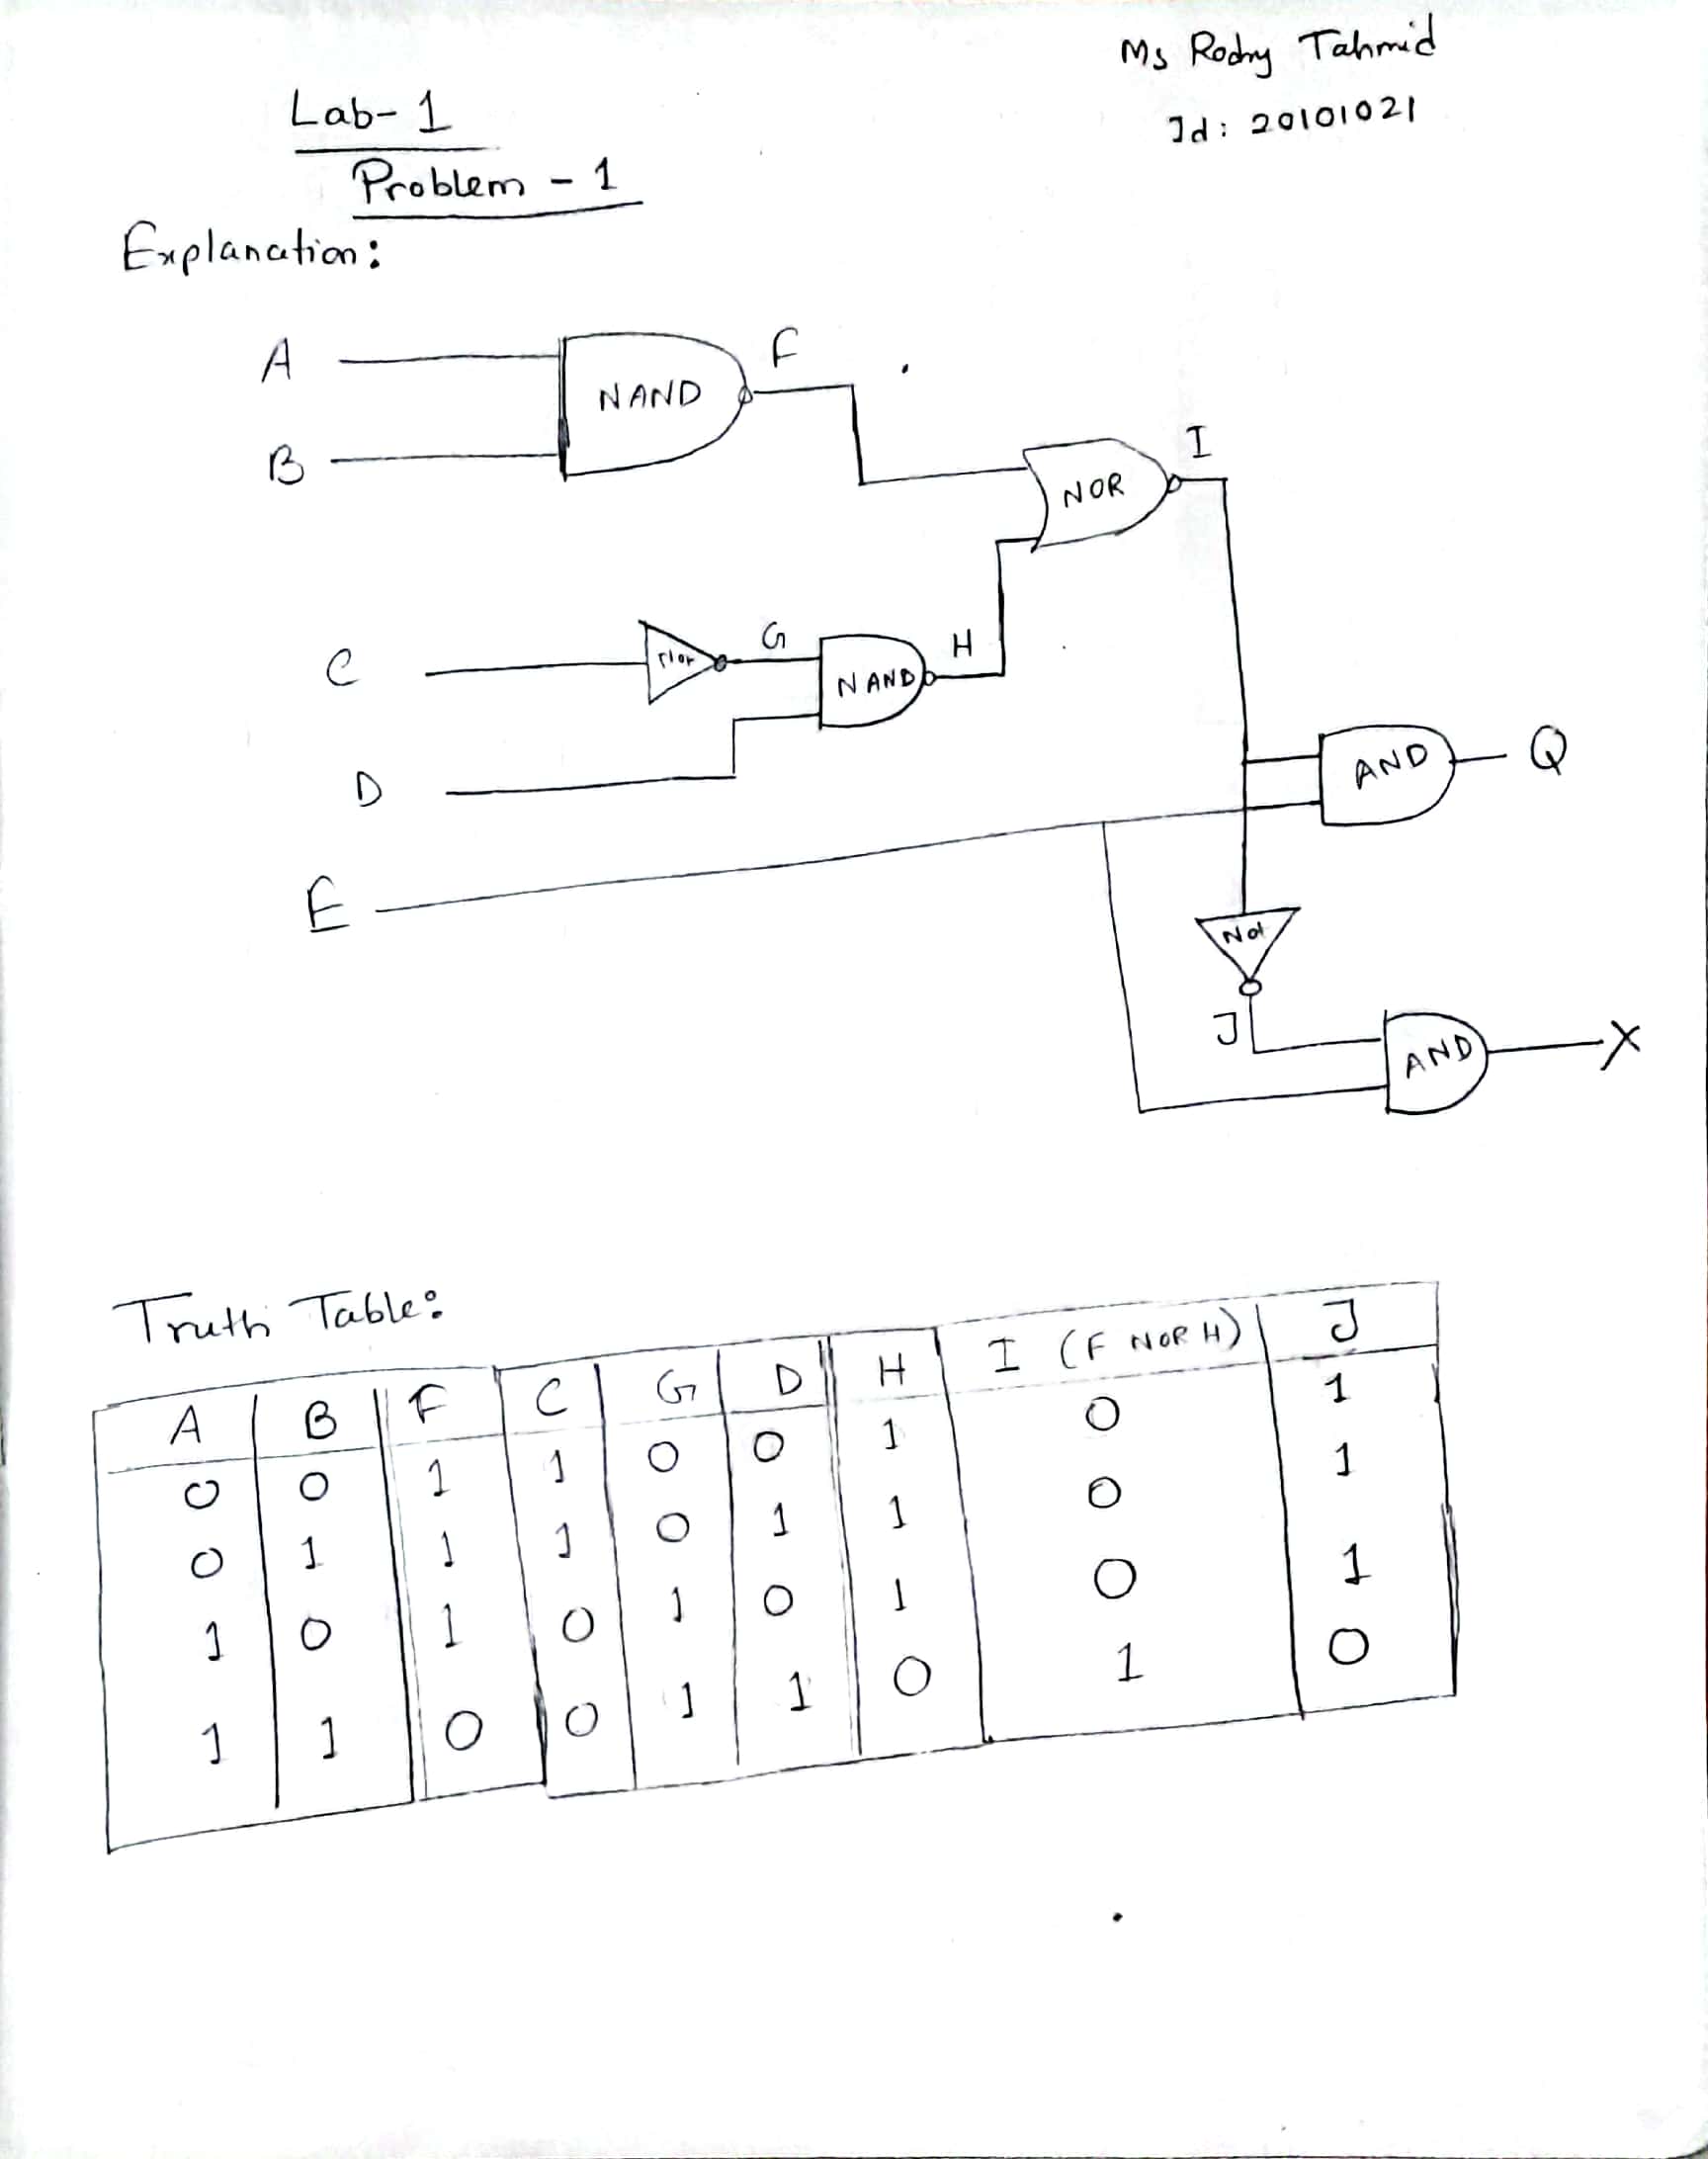 Ms Rodry Tahmid
Id: 20101021
Lab-1
Problem - 1
Explanation:
A
B
NAND
F
NOR
I
C
Not
G
NAND
H
D
E
AND
Q
Not
J
AND
X
Truth Table:
A B F C G D H I (F NOR H) J
0 0 1 1 0 0 1 0 1
0 1 1 1 0 1 1 0 1
1 0 1 0 1 0 1 0 1
1 1 0 0 1 1 0 1 0